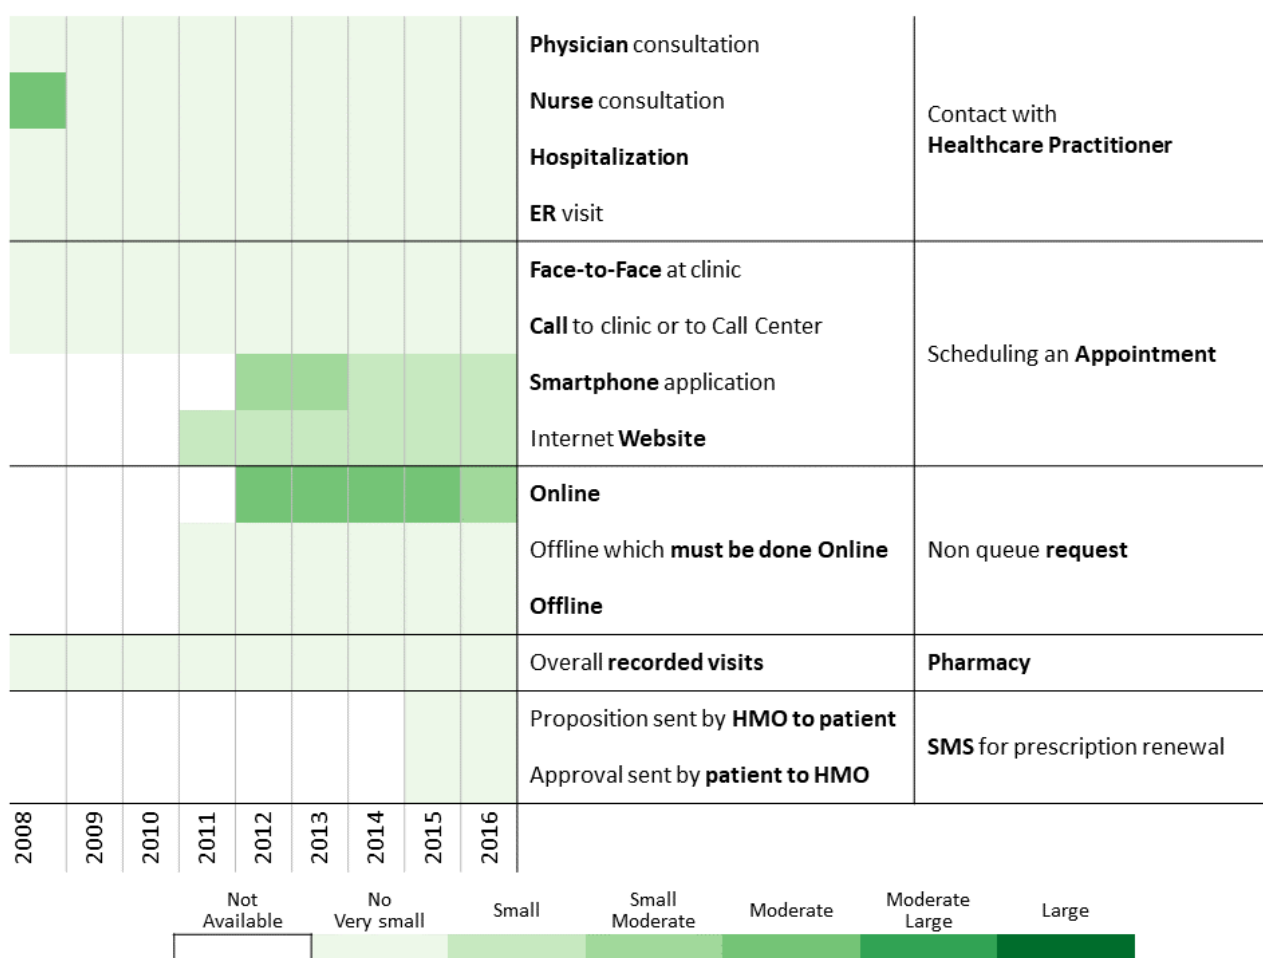 Physician consultation
Nurse consultation
Hospitalization
ER visit
Contact with
Healthcare Practitioner
Face-to-Face at clinic
Call to clinic or to Call Center
Smartphone application
Internet Website
Scheduling an Appointment
Online
Offline which must be done Online
Offline
Non queue request
Overall recorded visits
Pharmacy
Proposition sent by HMO to patient
Approval sent by patient to HMO
SMS for prescription renewal
2008
2009
2010
2011
2012
2013
2014
2015
2016
Not
Available
No
Very small
Small
Small
Moderate
Moderate
Moderate
Large
Large